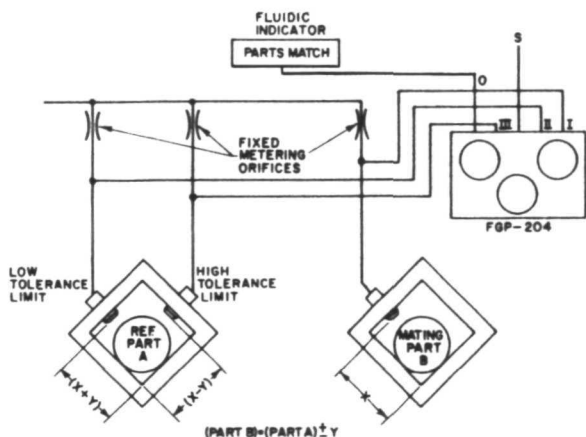 FLUIDIC
INDICATOR
PARTS MATCH
S
O
III
II
I
FIXED
METERING
ORIFICES
FGP-204
LOW
TOLERANCE
LIMIT
HIGH
TOLERANCE
LIMIT
REF.
PART
A
MATING
PART
B
(X+Y)
(X-Y)
X
(PART B)=(PART A)±Y